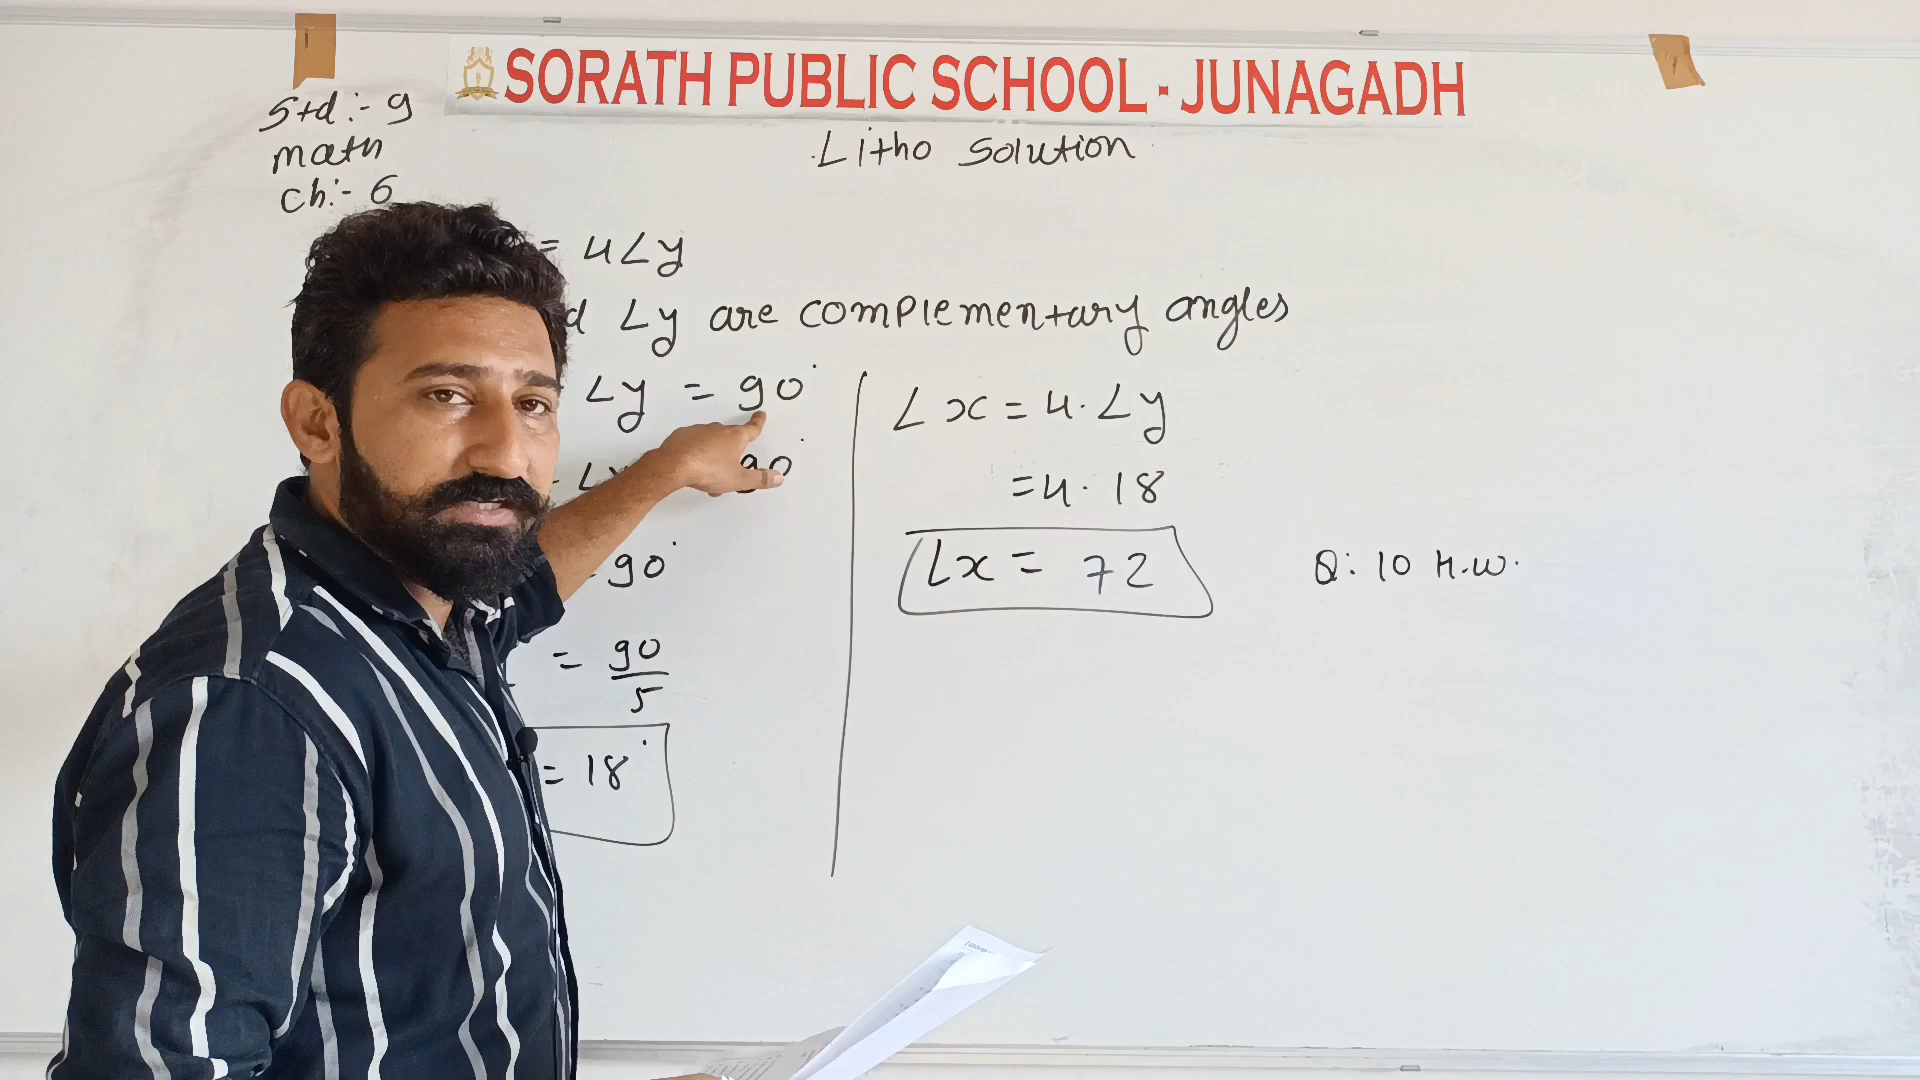 SORATH PUBLIC SCHOOL - JUNAGADH
Std :- 9
math
Ch :- 6
Litho Solution
= 4∠y
∠y are complementary angles
∠y = 90°
90°
= 90°
= 90/5
= 18°
∠x = 4·∠y
= 4·18
∠x = 72
Q: 10 H.W.